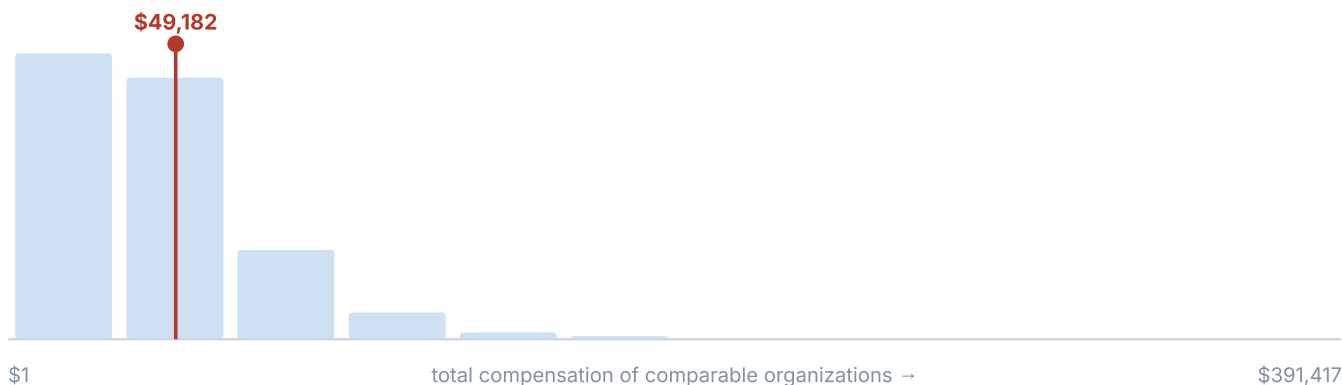 $49,182
$1 total compensation of comparable organizations → $391,417